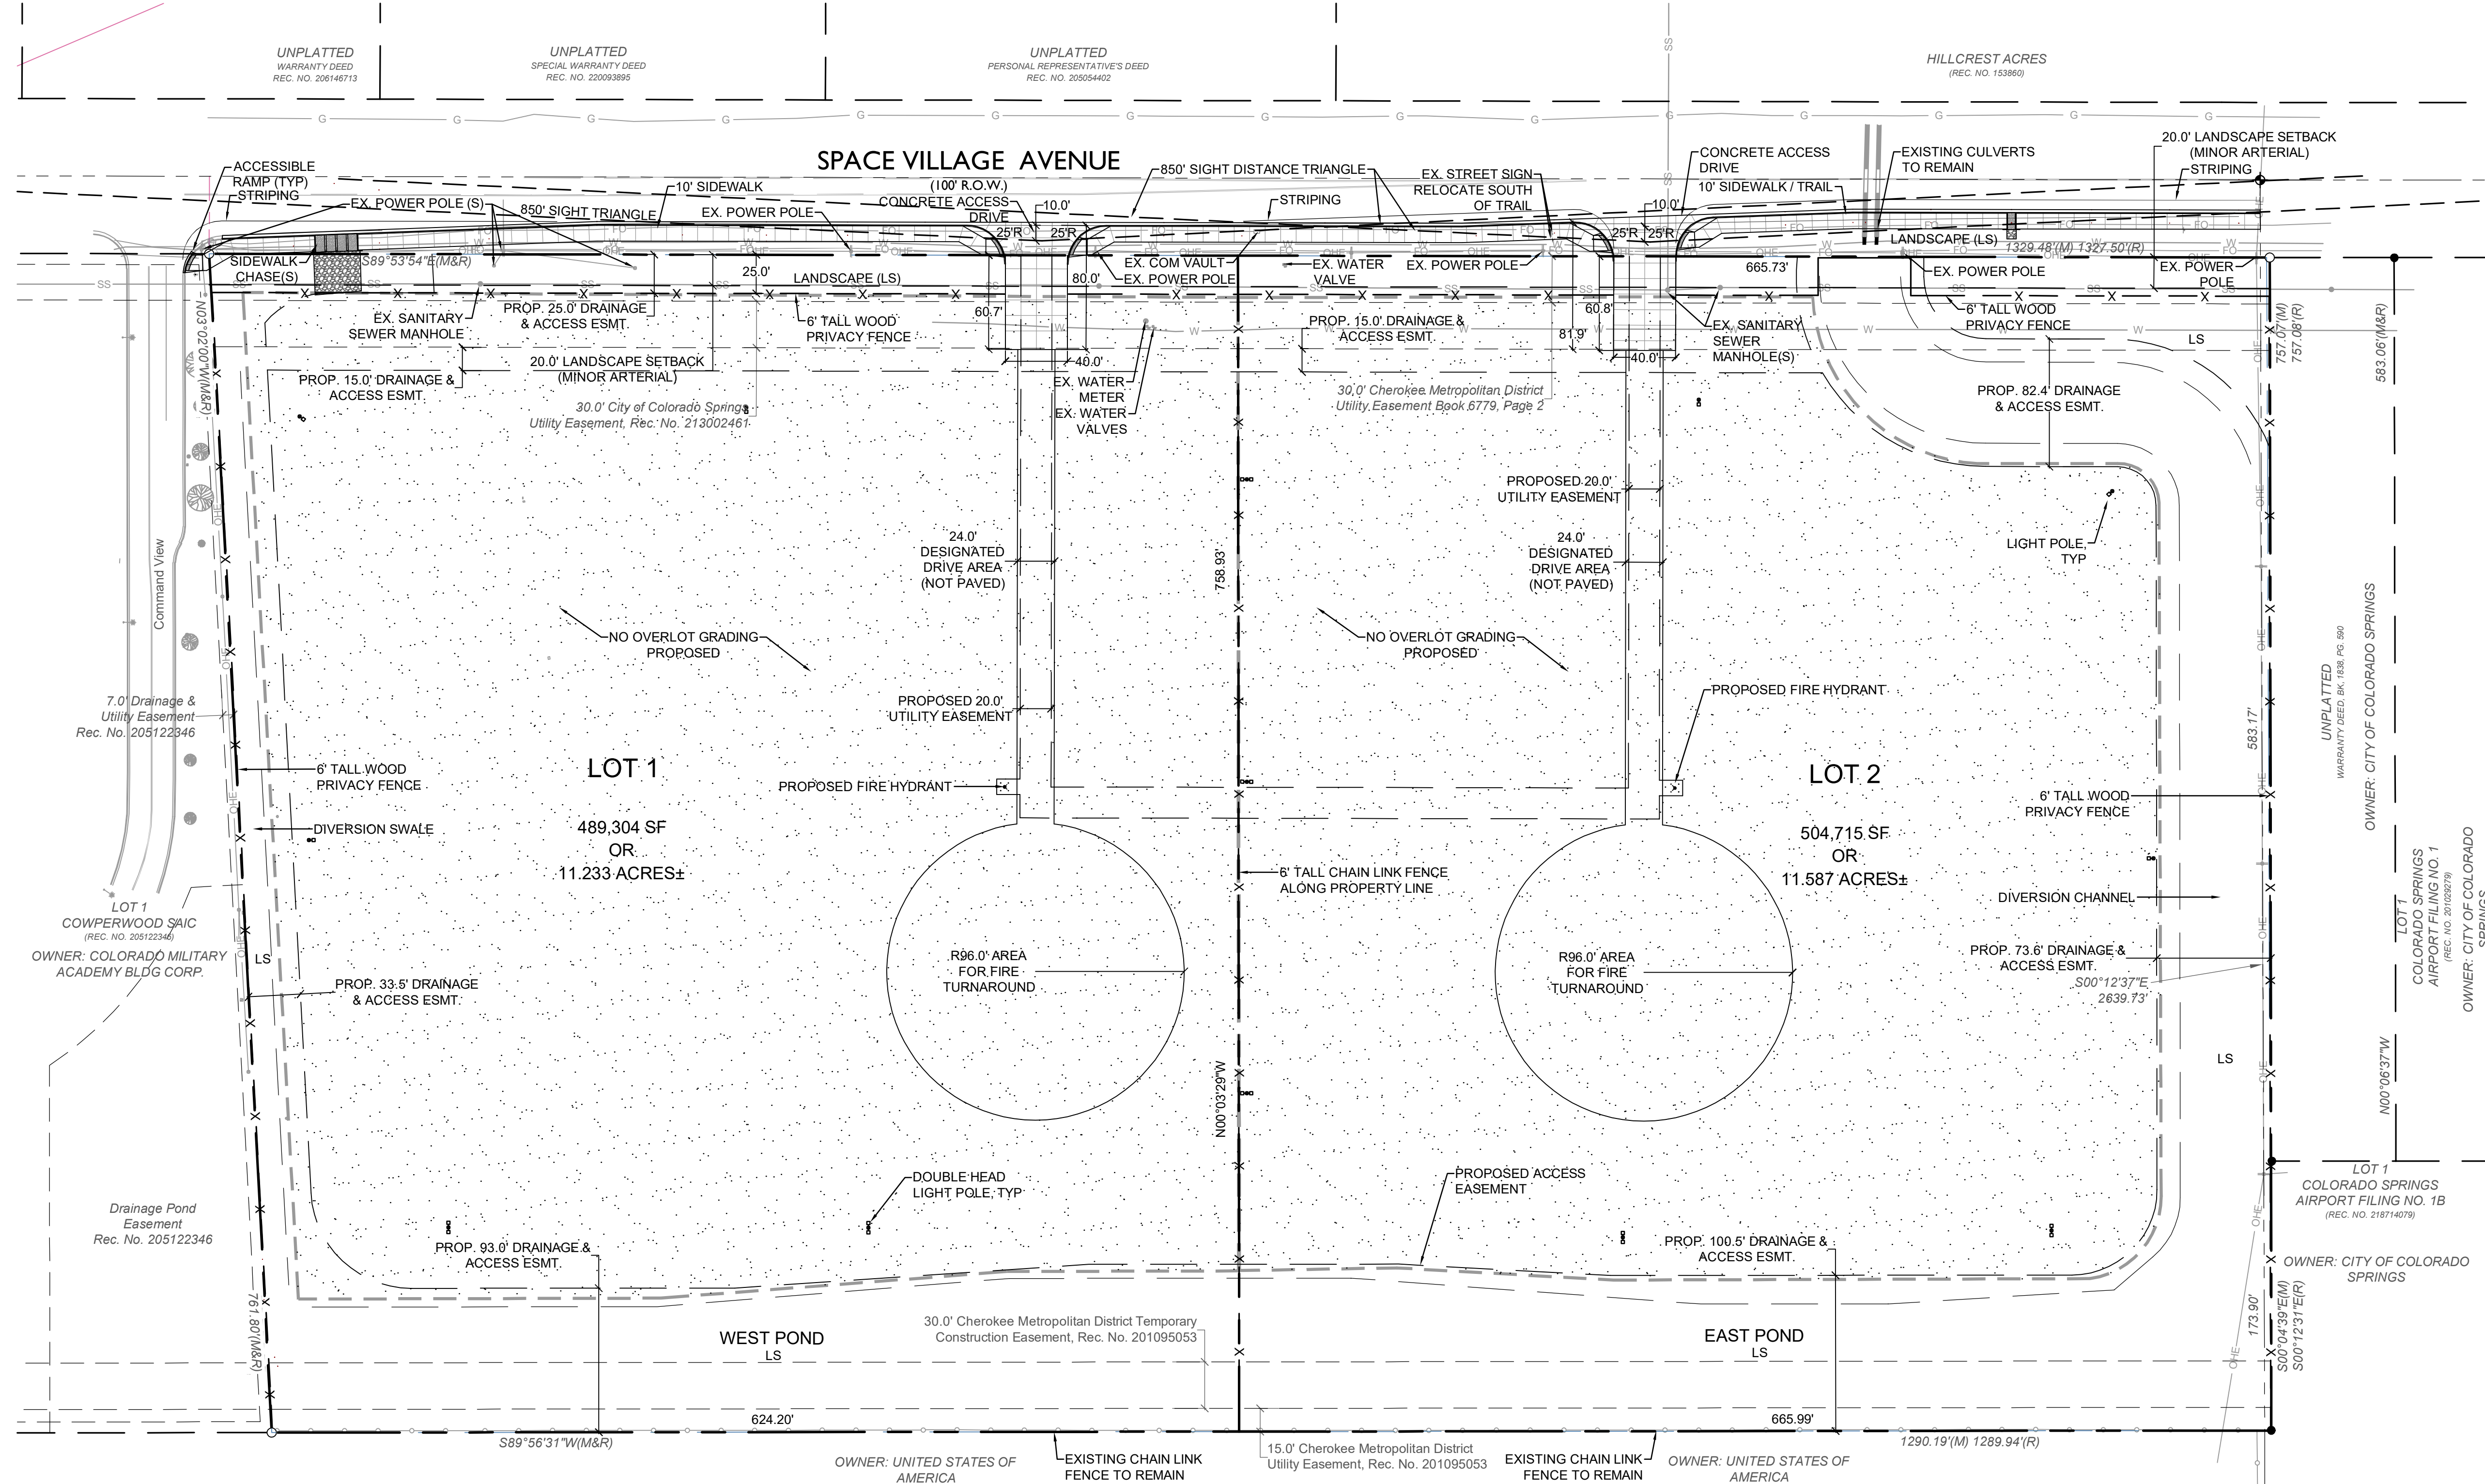 UNPLATTED
WARRANTY DEED
REC. NO. 206146713
UNPLATTED
SPECIAL WARRANTY DEED
REC. NO. 220093895
UNPLATTED
PERSONAL REPRESENTATIVE'S DEED
REC. NO. 205054402
HILLCREST ACRES
(REC. NO. 153860)
SPACE VILLAGE AVENUE
(100' R.O.W.)
ACCESSIBLE
RAMP (TYP)
STRIPING
EX. POWER POLE (S)
850' SIGHT TRIANGLE
10' SIDEWALK
EX. POWER POLE
CONCRETE ACCESS
DRIVE
10.0'
25'R
25'R
850' SIGHT DISTANCE TRIANGLE
STRIPING
EX. STREET SIGN
RELOCATE SOUTH
OF TRAIL
CONCRETE ACCESS
DRIVE
10' SIDEWALK / TRAIL
10.0'
25'R
25'R
EXISTING CULVERTS
TO REMAIN
20.0' LANDSCAPE SETBACK
(MINOR ARTERIAL)
STRIPING
SIDEWALK
CHASE(S)
S89°53'54"E(M&R)
25.0'
LANDSCAPE (LS)
80.0'
EX. COM VAULT
EX. POWER POLE
EX. WATER
VALVE
EX. POWER POLE
665.73'
LANDSCAPE (LS)
1329.48'(M) 1327.50'(R)
EX. POWER POLE
EX. POWER
POLE
EX. SANITARY
SEWER MANHOLE
PROP. 25.0' DRAINAGE
& ACCESS ESMT.
6' TALL WOOD
PRIVACY FENCE
60.7'
40.0'
PROP. 15.0' DRAINAGE &
ACCESS ESMT.
81.9'
60.8'
40.0'
EX. SANITARY
SEWER
MANHOLE(S)
6' TALL WOOD
PRIVACY FENCE
LS
757.07'(M)
757.08'(R)
583.06'(M&R)
N03°02'00"W(M&R)
PROP. 15.0' DRAINAGE &
ACCESS ESMT.
20.0' LANDSCAPE SETBACK
(MINOR ARTERIAL)
30.0' City of Colorado Springs
Utility Easement, Rec. No. 213002461
EX. WATER
METER
EX. WATER
VALVES
30.0' Cherokee Metropolitan District
Utility Easement Book 6779, Page 2
PROP. 82.4' DRAINAGE
& ACCESS ESMT.
Command View
24.0'
DESIGNATED
DRIVE AREA
(NOT PAVED)
758.93'
PROPOSED 20.0'
UTILITY EASEMENT
24.0'
DESIGNATED
DRIVE AREA
(NOT PAVED)
LIGHT POLE,
TYP
NO OVERLOT GRADING
PROPOSED
NO OVERLOT GRADING
PROPOSED
UNPLATTED
WARRANTY DEED, BK. 1838, PG. 590
OWNER: CITY OF COLORADO SPRINGS
7.0' Drainage &
Utility Easement
Rec. No. 205122346
PROPOSED 20.0'
UTILITY EASEMENT
PROPOSED FIRE HYDRANT
583.17'
6' TALL WOOD
PRIVACY FENCE
LOT 1
PROPOSED FIRE HYDRANT
LOT 2
6' TALL WOOD
PRIVACY FENCE
DIVERSION SWALE
489,304 SF
OR
11.233 ACRES±
504,715 SF
OR
11.587 ACRES±
6' TALL CHAIN LINK FENCE
ALONG PROPERTY LINE
DIVERSION CHANNEL
LOT 1
COLORADO SPRINGS
AIRPORT FILING NO. 1
(REC. NO. 201029279)
OWNER: CITY OF COLORADO
SPRINGS
LOT 1
COWPERWOOD SAIC
(REC. NO. 205122346)
OWNER: COLORADO MILITARY
ACADEMY BLDG CORP.
LS
PROP. 33.5' DRAINAGE
& ACCESS ESMT.
R96.0' AREA
FOR FIRE
TURNAROUND
R96.0' AREA
FOR FIRE
TURNAROUND
PROP. 73.6' DRAINAGE &
ACCESS ESMT.
S00°12'37"E
2639.73'
N00°03'29"W
LS
N00°06'37"W
Drainage Pond
Easement
Rec. No. 205122346
DOUBLE HEAD
LIGHT POLE, TYP
PROPOSED ACCESS
EASEMENT
LOT 1
COLORADO SPRINGS
AIRPORT FILING NO. 1B
(REC. NO. 218714079)
OWNER: CITY OF COLORADO
SPRINGS
PROP. 93.0' DRAINAGE &
ACCESS ESMT.
PROP. 100.5' DRAINAGE &
ACCESS ESMT.
761.80'(M&R)
WEST POND
LS
30.0' Cherokee Metropolitan District Temporary
Construction Easement, Rec. No. 201095053
EAST POND
LS
173.90'
S00°04'39"E(M)
S00°12'31"E(R)
624.20'
S89°56'31"W(M&R)
665.99'
1290.19'(M) 1289.94'(R)
OWNER: UNITED STATES OF
AMERICA
EXISTING CHAIN LINK
FENCE TO REMAIN
15.0' Cherokee Metropolitan District
Utility Easement, Rec. No. 201095053
EXISTING CHAIN LINK
FENCE TO REMAIN
OWNER: UNITED STATES OF
AMERICA